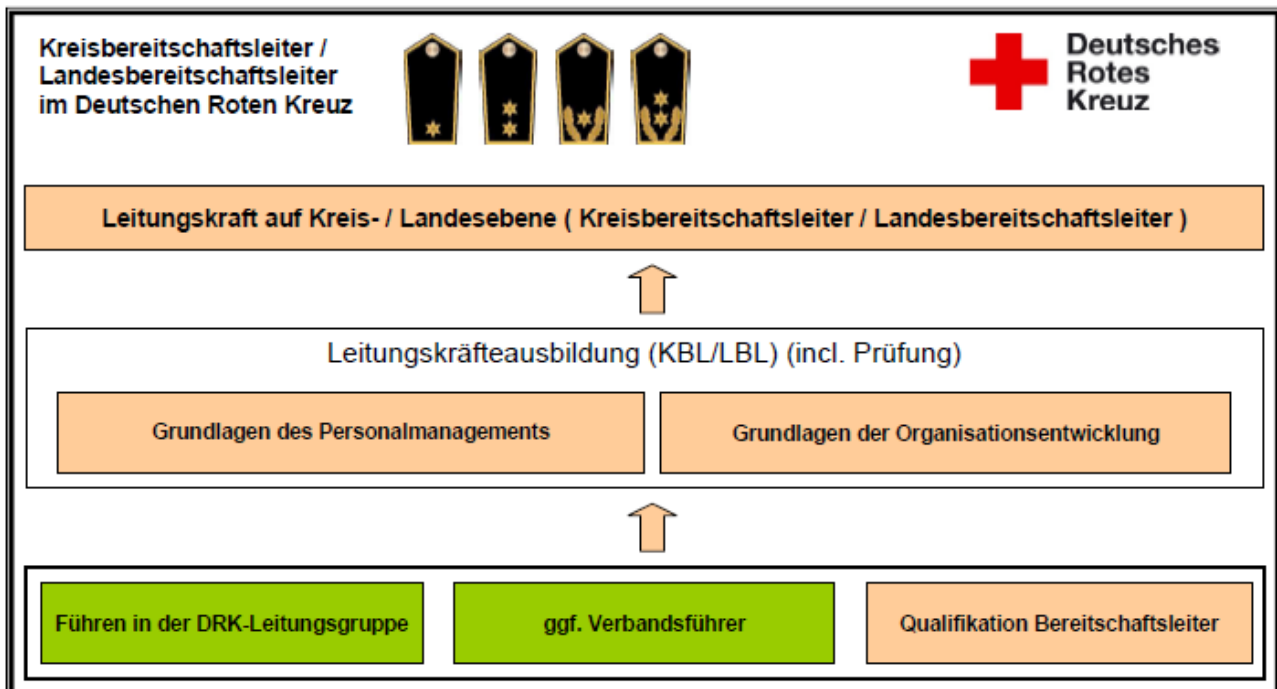 Kreisbereitschaftsleiter /
Landesbereitschaftsleiter
im Deutschen Roten Kreuz
Deutsches
Rotes
Kreuz
Leitungskraft auf Kreis- / Landesebene ( Kreisbereitschaftsleiter / Landesbereitschaftsleiter )
Leitungskräfteausbildung (KBL/LBL) (incl. Prüfung)
Grundlagen des Personalmanagements
Grundlagen der Organisationsentwicklung
Führen in der DRK-Leitungsgruppe
ggf. Verbandsführer
Qualifikation Bereitschaftsleiter